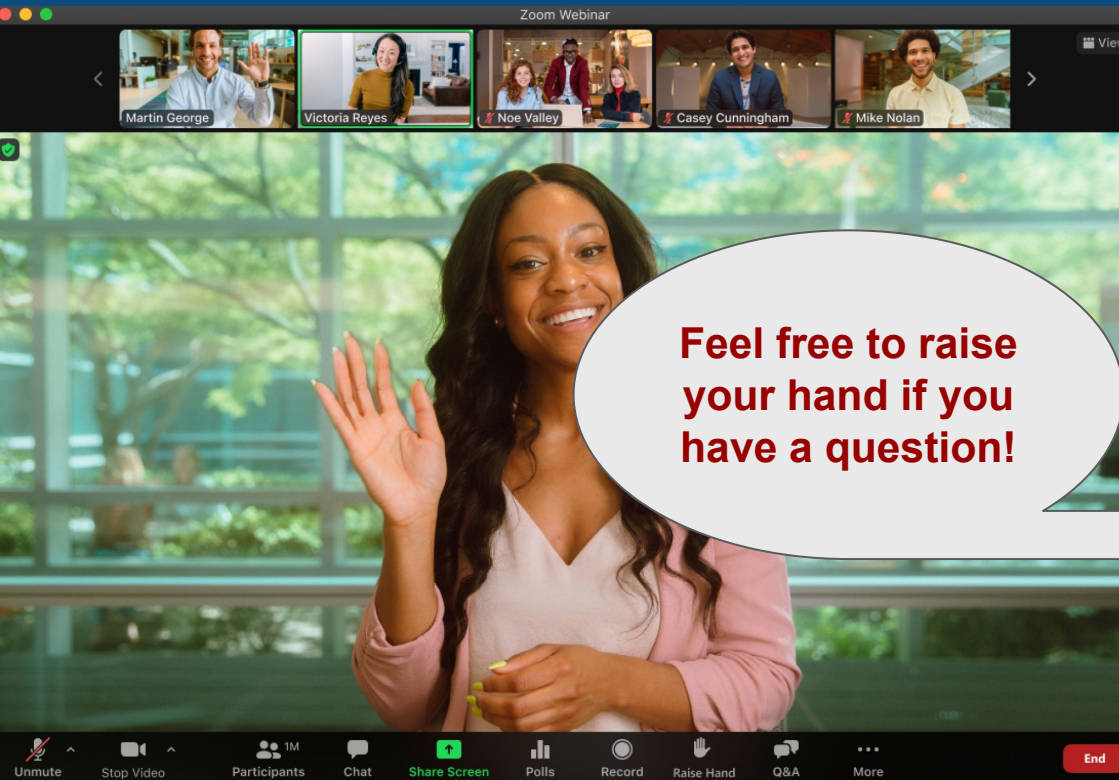 Zoom Webinar
Martin George
Victoria Reyes
Noe Valley
Casey Cunningham
Mike Nolan
View
Feel free to raise
your hand if you
have a question!
1M
Unmute
Stop Video
Participants
Chat
Share Screen
Polls
Record
Raise Hand
Q&A
More
End